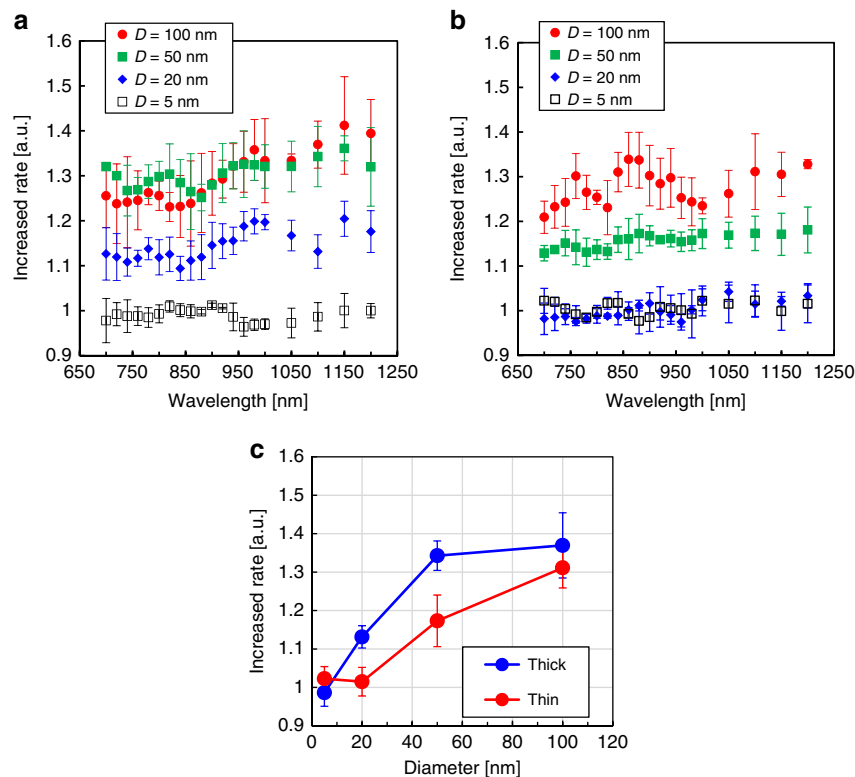 a
D = 100 nm
D = 50 nm
D = 20 nm
D = 5 nm
1.6
1.5
1.4
1.3
1.2
1.1
1
0.9
Increased rate [a.u.]
650 750 850 950 1050 1150 1250
Wavelength [nm]
b
D = 100 nm
D = 50 nm
D = 20 nm
D = 5 nm
1.6
1.5
1.4
1.3
1.2
1.1
1
0.9
Increased rate [a.u.]
650 750 850 950 1050 1150 1250
Wavelength [nm]
c
1.6
1.5
1.4
1.3
1.2
1.1
1
0.9
Increased rate [a.u.]
Thick
Thin
0 20 40 60 80 100 120
Diameter [nm]